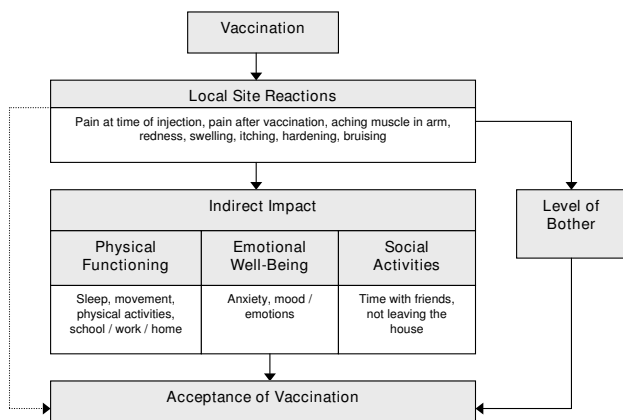 Vaccination
Local Site Reactions
Pain at time of injection, pain after vaccination, aching muscle in arm,
redness, swelling, itching, hardening, bruising
Indirect Impact
Level of
Bother
Physical
Functioning
Emotional
Well-Being
Social
Activities
Sleep, movement,
physical activities,
school / work / home
Anxiety, mood /
emotions
Time with friends,
not leaving the
house
Acceptance of Vaccination